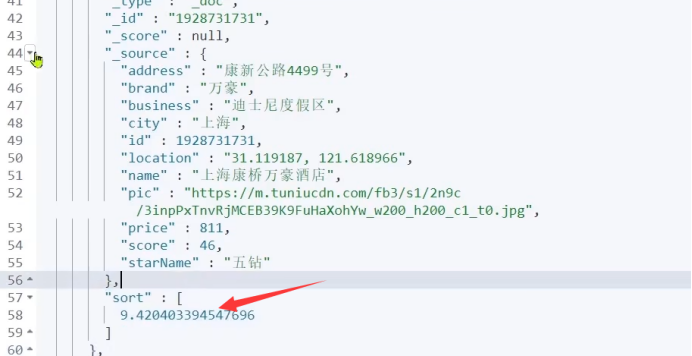 41 "_type" : "_doc",
42 "_id" : "1928731731",
43 "_score" : null,
44 "_source" : {
45 "address" : "康新公路4499号",
46 "brand" : "万豪",
47 "business" : "迪士尼度假区",
48 "city" : "上海",
49 "id" : 1928731731,
50 "location" : "31.119187, 121.618966",
51 "name" : "上海康桥万豪酒店",
52 "pic" : "https://m.tuniucdn.com/fb3/s1/2n9c
/3inpPxTnvRjMCEB39K9FuHaXohYw_w200_h200_c1_t0.jpg",
53 "price" : 811,
54 "score" : 46,
55 "starName" : "五钻"
56 },
57 "sort" : [
58 9.420403394547696
59 ]
60 },